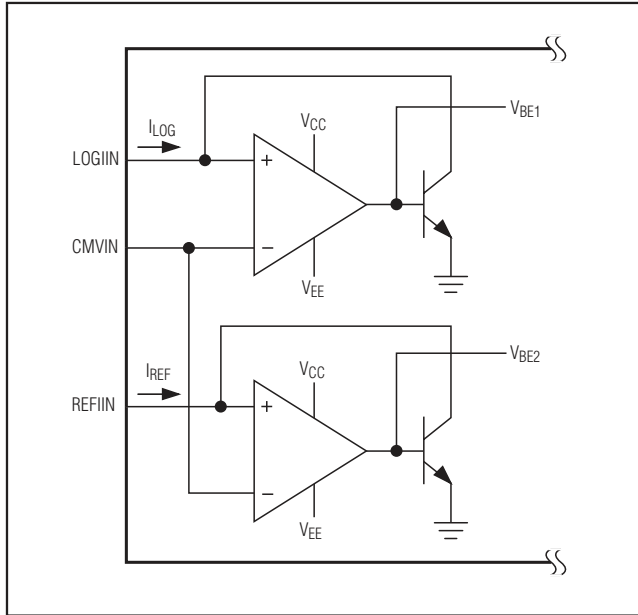 LOGIIN
ILOG
+
VCC
VBE1
CMVIN
−
VEE
REFIIN
IREF
+
VCC
VBE2
−
VEE